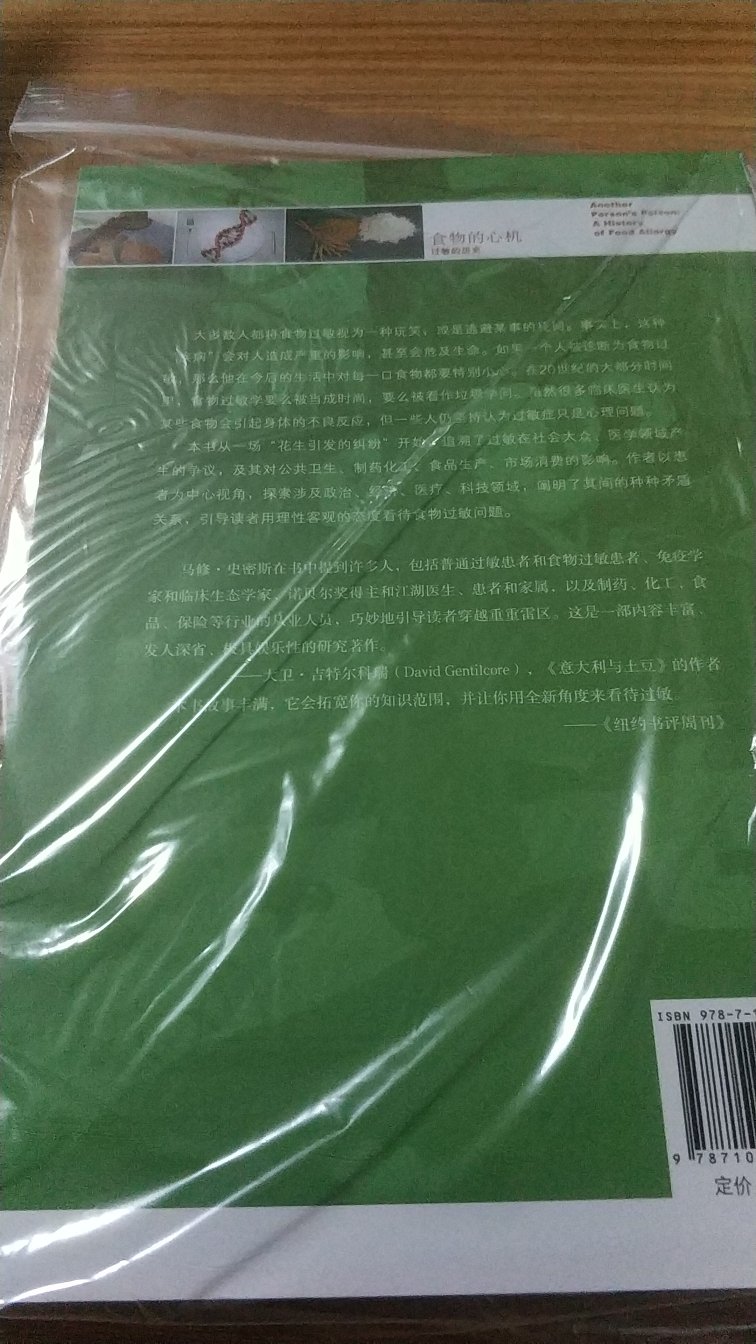 食物的心机
过敏的历史
Another
Person's Poison:
A History
of Food Allergy
大多数人都将食物过敏视为一种玩笑，或是逃避某事的
事实上，这种
病”会对人造成严重的影响，甚至会危及生命。如果一个人被诊断为食物过
那么他在今后的生活中对每一口食物都要特别小心。在20世纪的大部分时间
里，食物过敏学要么被当成时尚，要么被看作垃圾学问。虽然很多临床医生认为
某些食物会引起身体的不良反应，但一些人仍坚持认为过敏症只是心理问题。
本书从一场“花生引发的纠纷”开始，追溯了过敏在社会大众、医学领域产
生的争议，及其对公共卫生、制药化工、食品生产、市场消费的影响。作者以患
者为中心视角，探索涉及政治、经济、医疗、科技领域，阐明了其间的种种矛盾
关系，引导读者用理性客观的态度看待食物过敏问题。
马修·史密斯在书中提到许多人，包括普通过敏患者和食物过敏患者、免疫学
家和临床生态学家、诺贝尔奖得主和江湖医生、患者和家属，以及制药、化工、食
品、保险等行业的从业人员，巧妙地引导读者穿越重重雷区。这是一部内容丰富、
发人深省、极具娱乐性的研究著作。
——大卫·吉特尔科瑞（David Gentilcore），《意大利与土豆》的作者
本书故事丰满，它会拓宽你的知识范围，并让你用全新角度来看待过敏。
——《纽约书评周刊》
ISBN 978-7-1
9 78710
定价